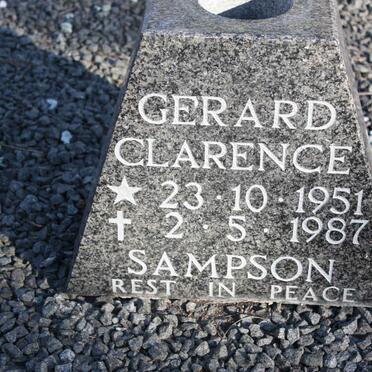 GERARD
CLARENCE
★ 23·10·1951
✝ 2·5·1987
SAMPSON
REST IN PEACE